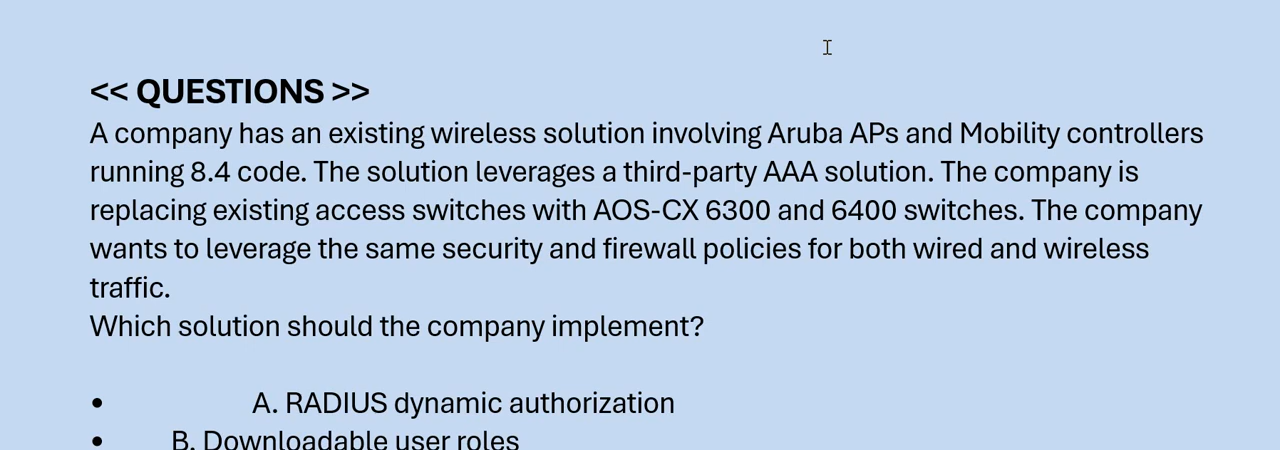 << QUESTIONS >>
A company has an existing wireless solution involving Aruba APs and Mobility controllers
running 8.4 code. The solution leverages a third-party AAA solution. The company is
replacing existing access switches with AOS-CX 6300 and 6400 switches. The company
wants to leverage the same security and firewall policies for both wired and wireless
traffic.
Which solution should the company implement?
• A. RADIUS dynamic authorization
• B. Downloadable user roles